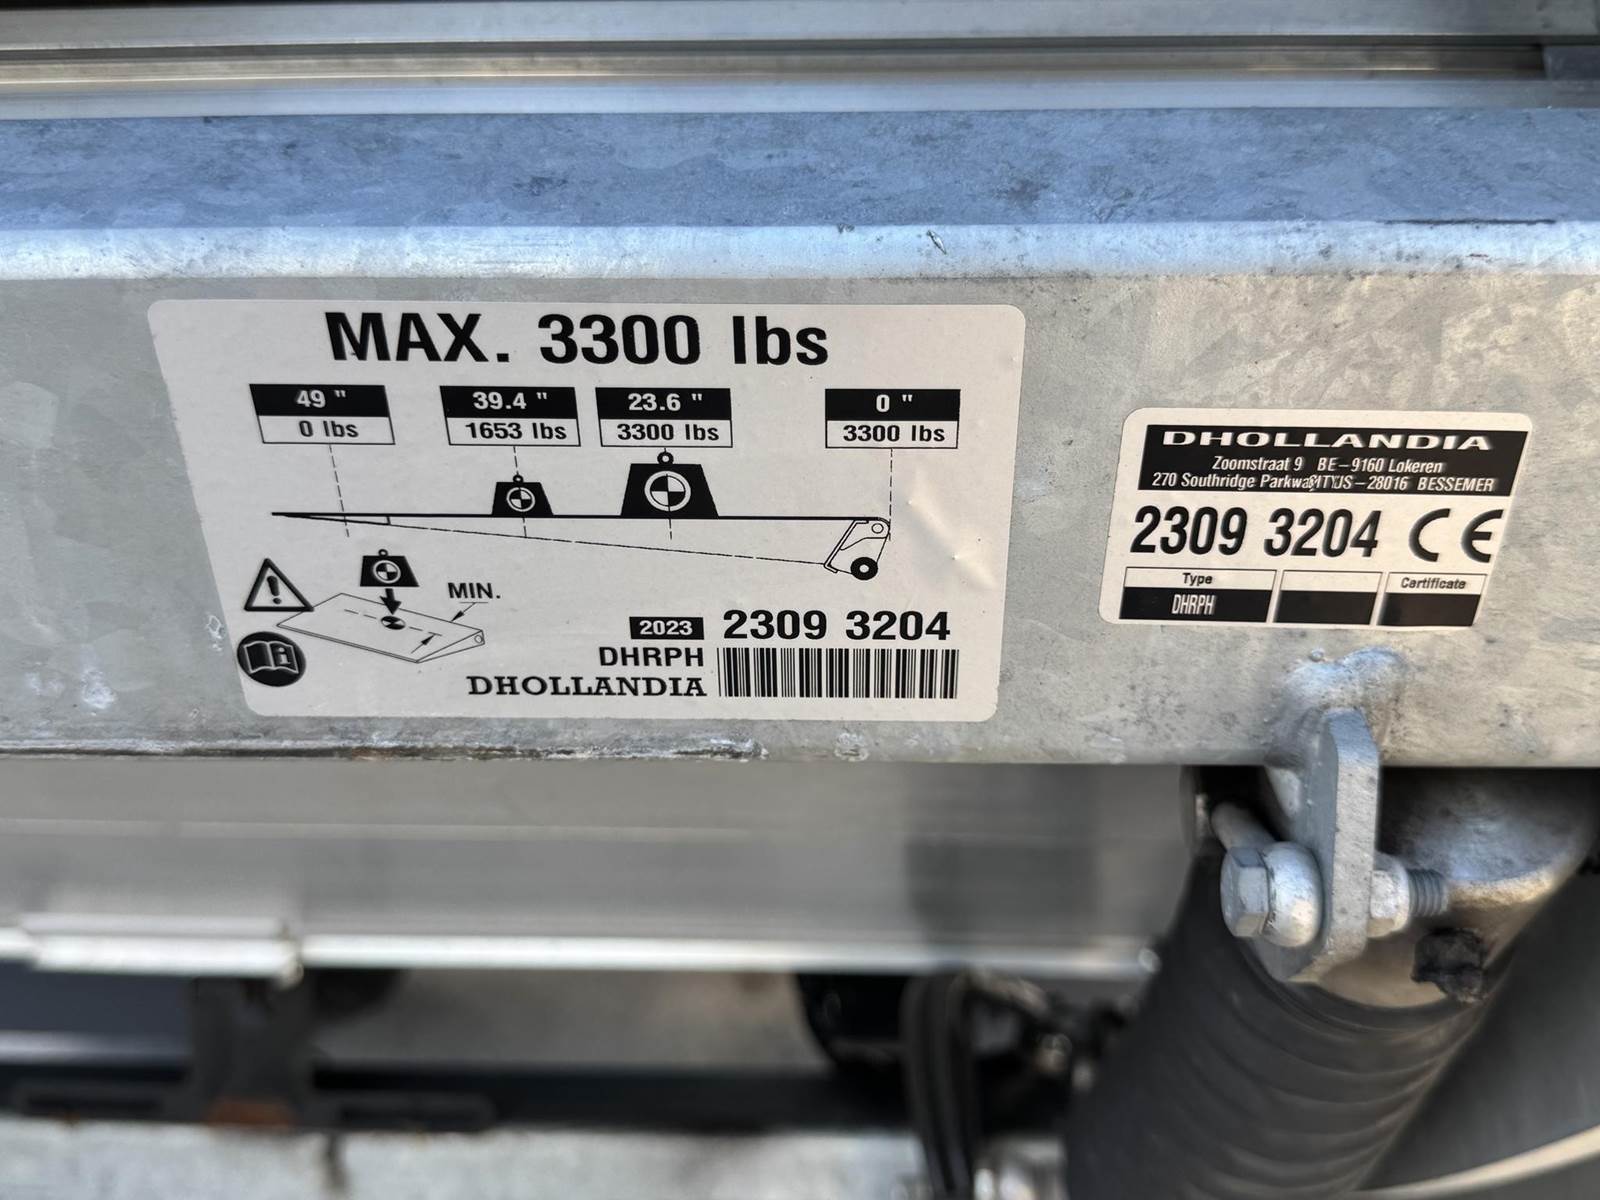 MAX. 3300 lbs
49 " 39.4 " 23.6 " 0 "
0 lbs 1653 lbs 3300 lbs 3300 lbs
MIN.
2023 2309 3204
DHRPH
DHOLLANDIA
DHOLLANDIA
Zoomstraat 9 BE-9160 Lokeren
270 Southridge 28016 BESSEMER
2309 3204 CE
Type Certificate
DHRPH